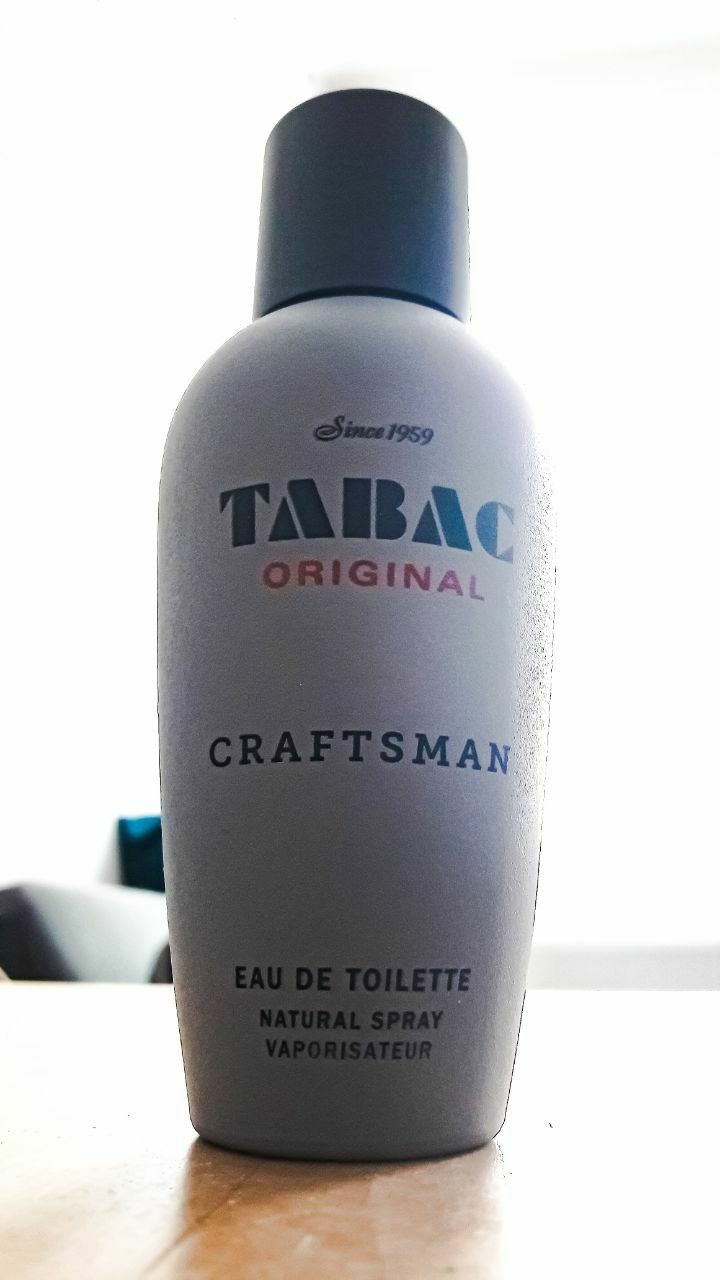 Since 1959
TABAC
ORIGINAL
CRAFTSMAN
EAU DE TOILETTE
NATURAL SPRAY
VAPORISATEUR